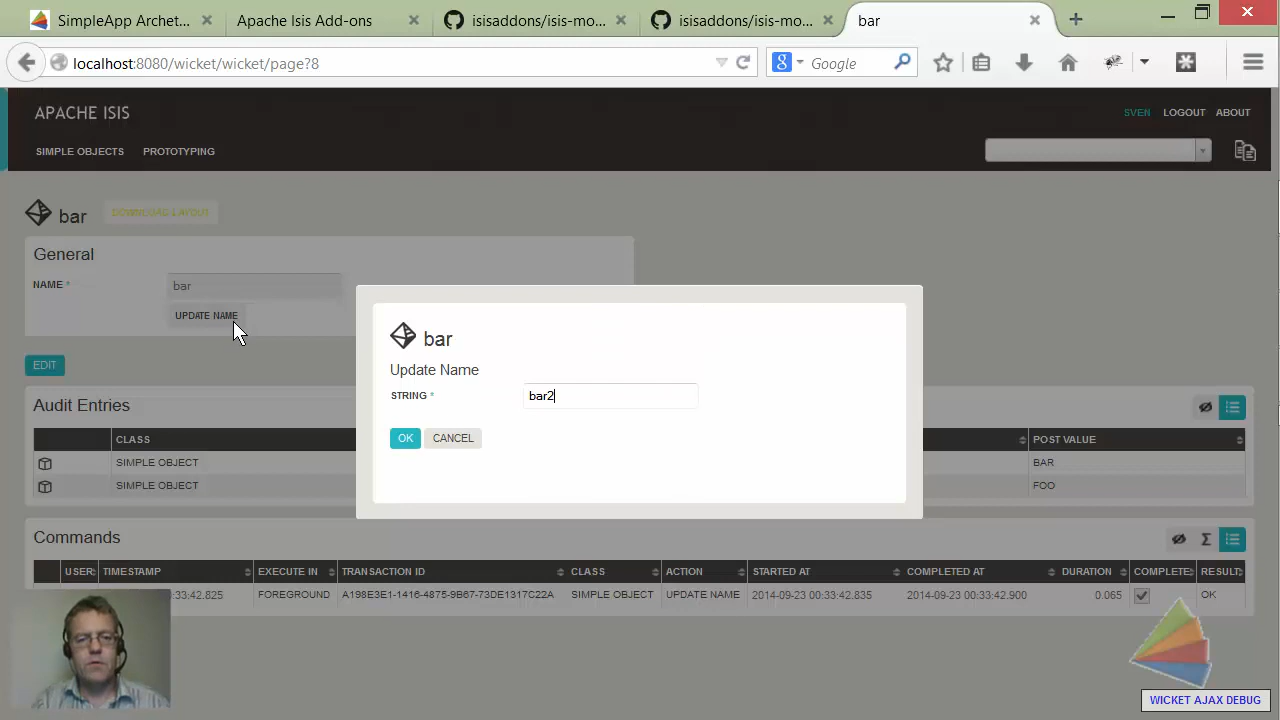 SimpleApp Archet...
Apache Isis Add-ons
isisaddons/isis-mo...
isisaddons/isis-mo...
bar
localhost:8080/wicket/wicket/page?8
Google
APACHE ISIS
SVEN LOGOUT ABOUT
SIMPLE OBJECTS PROTOTYPING
bar DOWNLOAD LAYOUT
General
NAME * bar
UPDATE NAME
EDIT
bar
Update Name
STRING * bar2
OK CANCEL
Audit Entries
CLASS POST VALUE
SIMPLE OBJECT BAR
SIMPLE OBJECT FOO
Commands
USER TIMESTAMP EXECUTE IN TRANSACTION ID CLASS ACTION STARTED AT COMPLETED AT DURATION COMPLETE RESULT
:33:42.825 FOREGROUND A198E3E1-1416-4875-9B67-73DE1317C22A SIMPLE OBJECT UPDATE NAME 2014-09-23 00:33:42.835 2014-09-23 00:33:42.900 0.065 OK
WICKET AJAX DEBUG